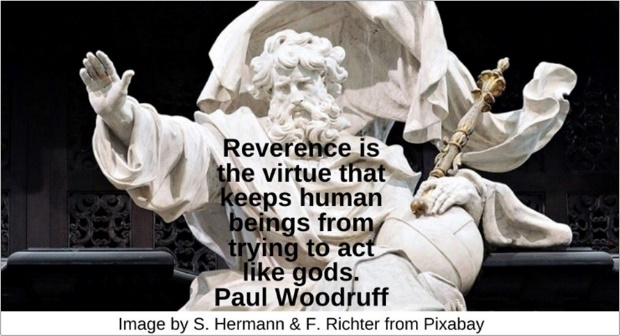 Reverence is
the virtue that
keeps human
beings from
trying to act
like gods.
Paul Woodruff
Image by S. Hermann & F. Richter from Pixabay